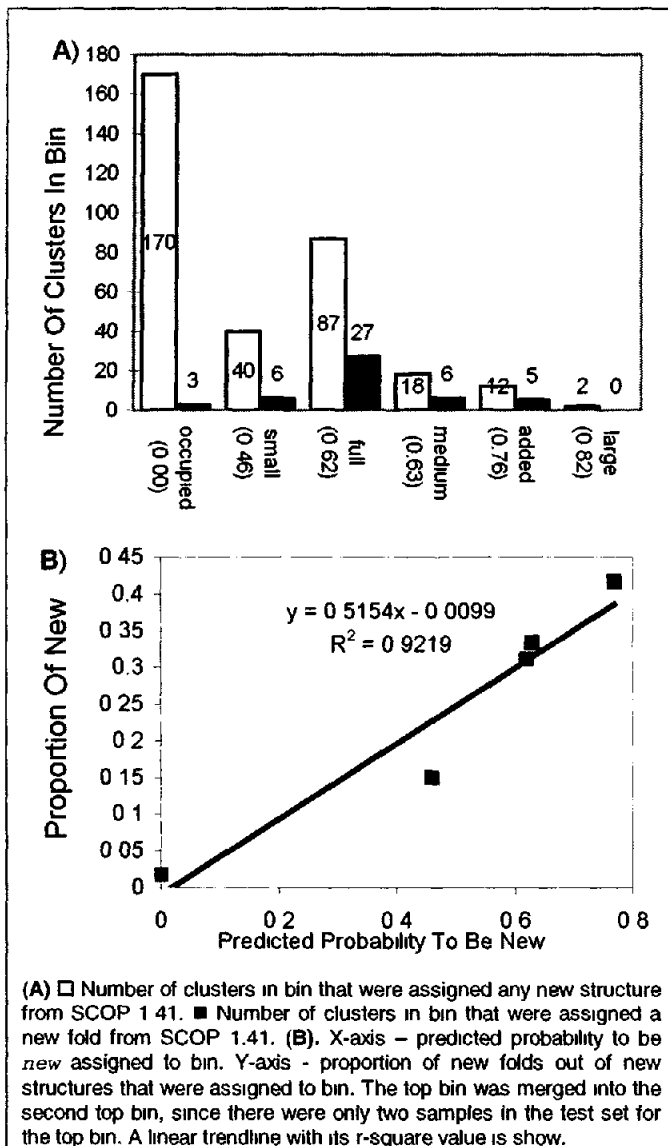 A)
Number Of Clusters In Bin
180
160
140
120
100
80
60
40
20
0
170
3
40
6
87
27
18
6
12
5
2
0
occupied (0.00)
small (0.46)
full (0.62)
medium (0.63)
added (0.76)
large (0.82)
B)
Proportion Of New
0 45
0 4
0 35
0 3
0 25
0 2
0 15
0 1
0 05
0
y = 0 5154x - 0 0099
R² = 0 9219
0 0 2 0 4 0 6 0 8
Predicted Probability To Be New
(A) □ Number of clusters in bin that were assigned any new structure
from SCOP 1 41. ■ Number of clusters in bin that were assigned a
new fold from SCOP 1.41. (B). X-axis – predicted probability to be
new assigned to bin. Y-axis - proportion of new folds out of new
structures that were assigned to bin. The top bin was merged into the
second top bin, since there were only two samples in the test set for
the top bin. A linear trendline with its r-square value is show.